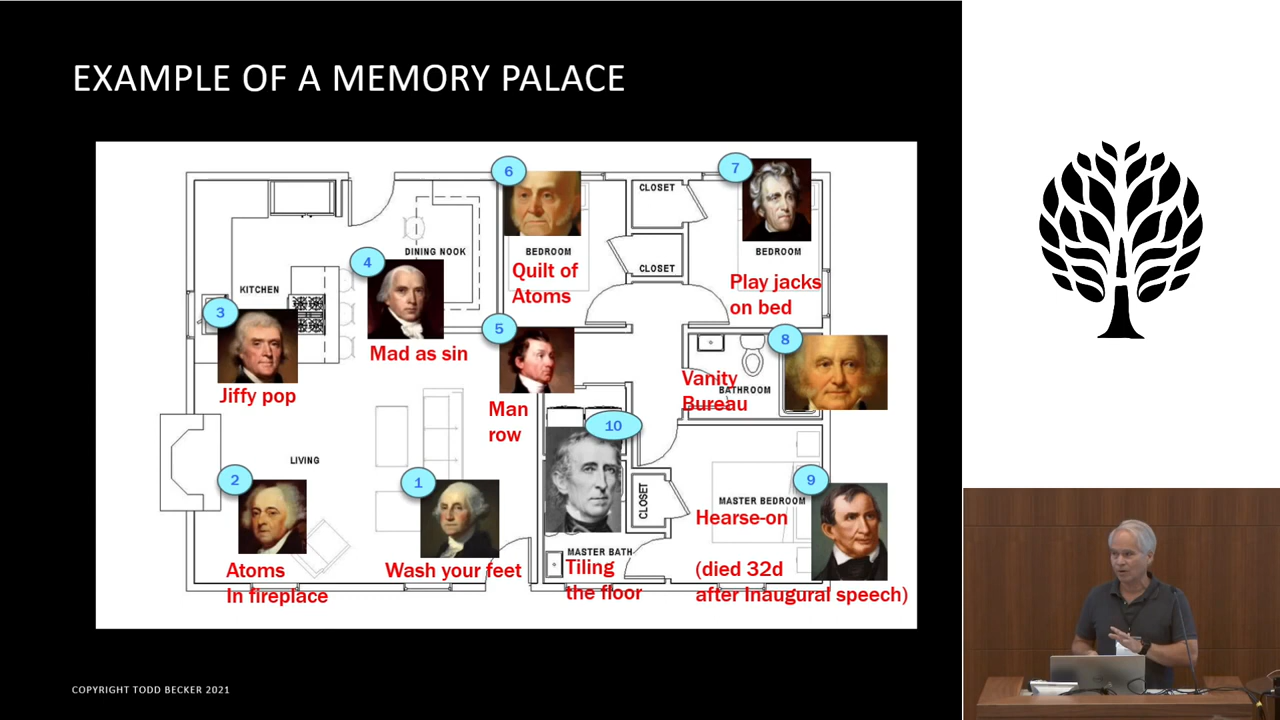 EXAMPLE OF A MEMORY PALACE
6
7
CLOSET
DINING NOOK
BEDROOM
BEDROOM
4
CLOSET
Quilt of
Atoms
Play jacks
on bed
KITCHEN
3
5
8
Mad as sin
Jiffy pop
Vanity
Bureau
BATHROOM
Man
row
10
LIVING
2
1
9
CLOSET
MASTER BEDROOM
Hearse-on
MASTER BATH
Atoms
In fireplace
Wash your feet
Tiling
the floor
(died 32d
after inaugural speech)
COPYRIGHT TODD BECKER 2021